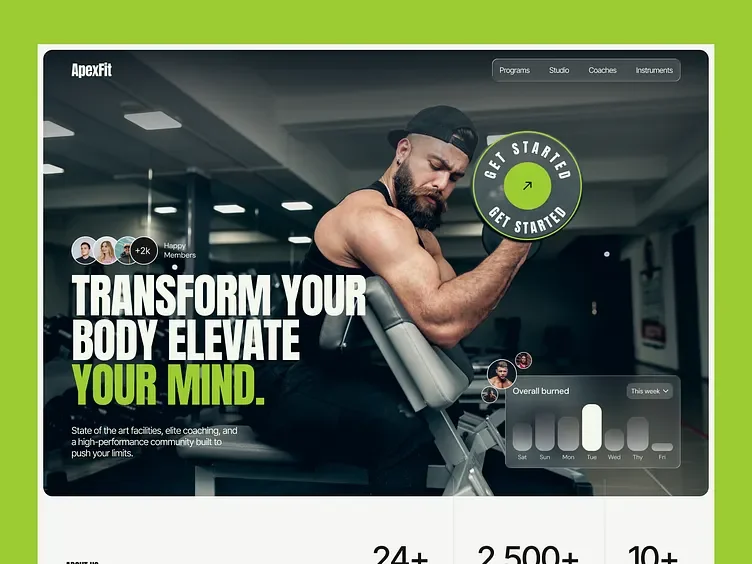 ApexFit
Programs Studio Coaches Instruments
GET STARTED
GET STARTED
+2k
Happy
Members
TRANSFORM YOUR
BODY ELEVATE
YOUR MIND.
State of the art facilities, elite coaching, and
a high-performance community built to
push your limits.
Overall burned
This week
Sat Sun Mon Tue Wed Thy Fri
ABOUT US
24+ 2,500+ 10+